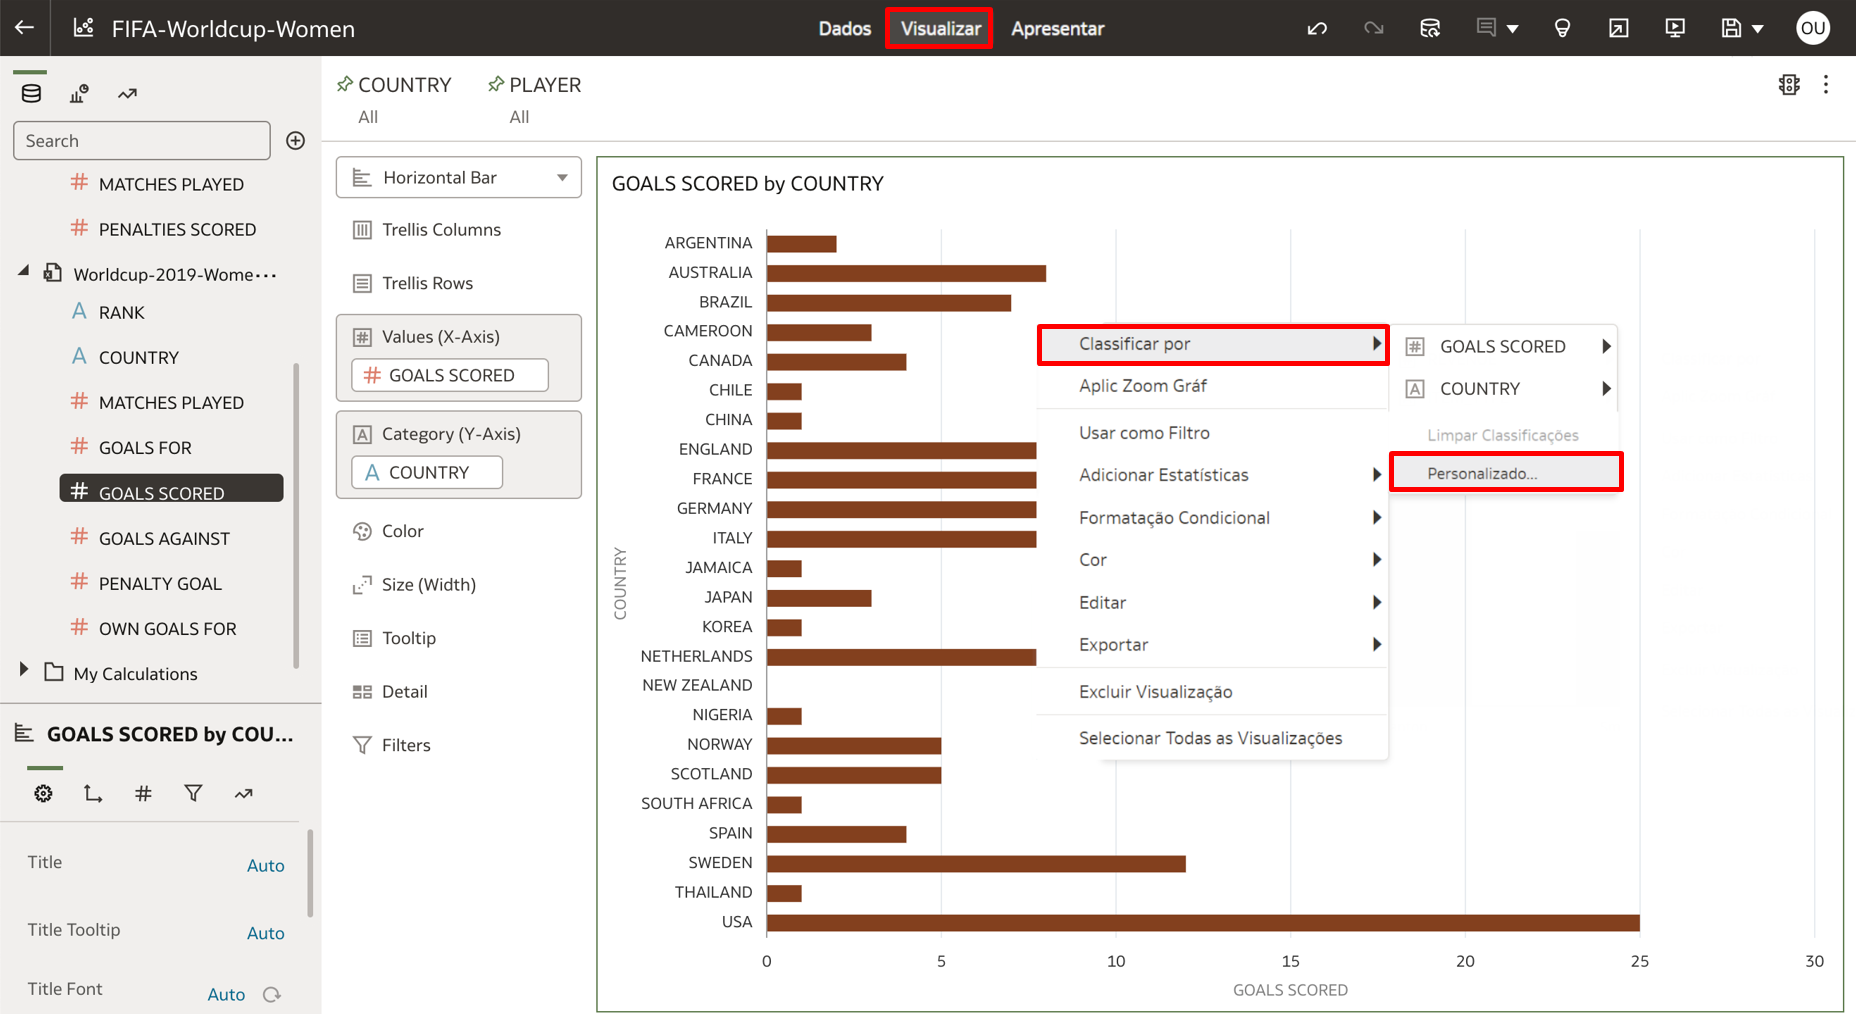 FIFA-Worldcup-Women
Dados
Visualizar
Apresentar
OU
Search
# MATCHES PLAYED
# PENALTIES SCORED
Worldcup-2019-Wome...
A RANK
A COUNTRY
# MATCHES PLAYED
# GOALS FOR
# GOALS SCORED
# GOALS AGAINST
# PENALTY GOAL
# OWN GOALS FOR
My Calculations
GOALS SCORED by COU...
#
Title
Auto
Title Tooltip
Auto
Title Font
Auto
COUNTRY
All
PLAYER
All
Horizontal Bar
Trellis Columns
Trellis Rows
# Values (X-Axis)
# GOALS SCORED
A Category (Y-Axis)
A COUNTRY
Color
Size (Width)
Tooltip
Detail
Filters
GOALS SCORED by COUNTRY
COUNTRY
ARGENTINA
AUSTRALIA
BRAZIL
CAMEROON
CANADA
CHILE
CHINA
ENGLAND
FRANCE
GERMANY
ITALY
JAMAICA
JAPAN
KOREA
NETHERLANDS
NEW ZEALAND
NIGERIA
NORWAY
SCOTLAND
SOUTH AFRICA
SPAIN
SWEDEN
THAILAND
USA
0 5 10 15 20 25 30
GOALS SCORED
Classificar por
Aplic Zoom Gráf
Usar como Filtro
Adicionar Estatísticas
Formatação Condicional
Cor
Editar
Exportar
Excluir Visualização
Selecionar Todas as Visualizações
# GOALS SCORED
A COUNTRY
Limpar Classificações
Personalizado...